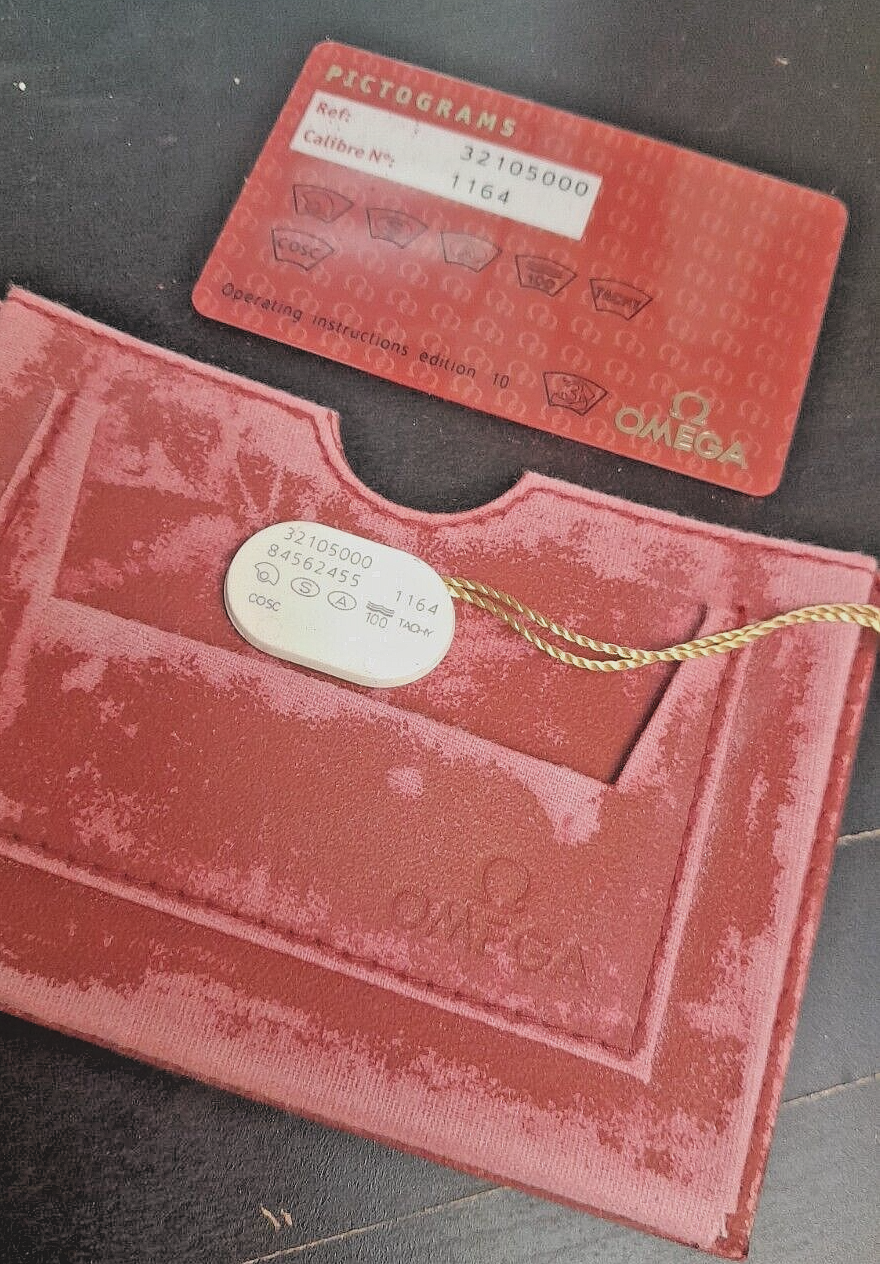 PICTOGRAMS
Ref: 32105000
Calibre N°: 1164
COSC
100
TACHY
Operating instructions edition 10
Ω
OMEGA
32105000
84562455
1164
S
A
100
TACHY
COSC
Ω
OMEGA